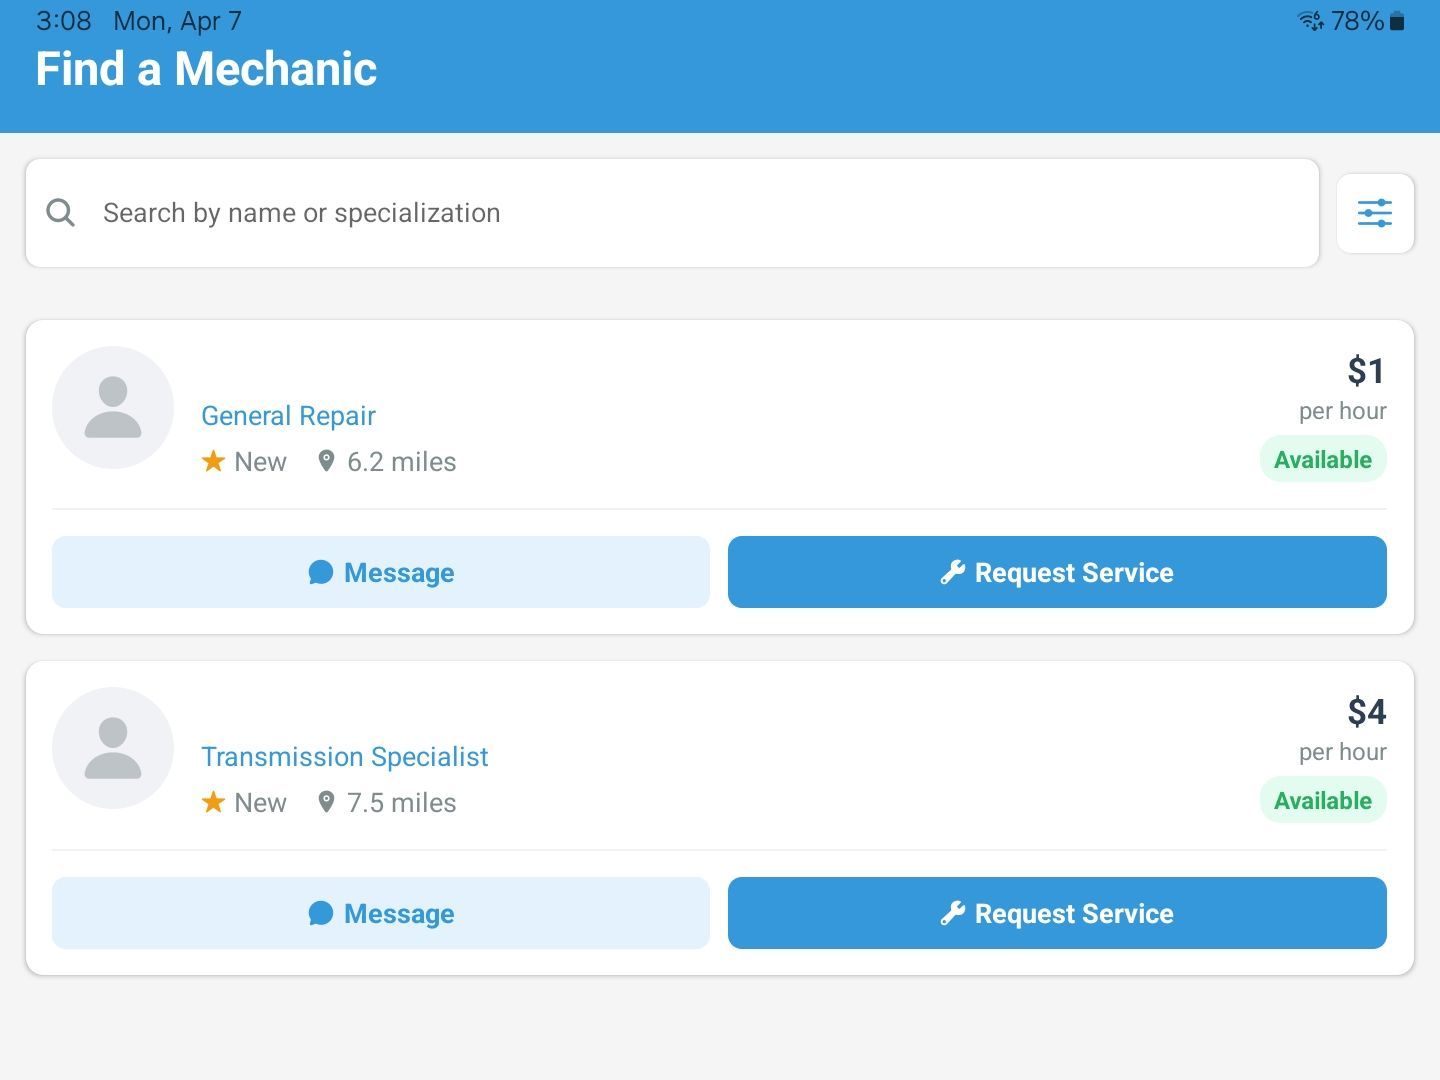 3:08 Mon, Apr 7 78%
Find a Mechanic
Search by name or specialization
$1
per hour
General Repair
New 6.2 miles
Available
Message
Request Service
$4
per hour
Transmission Specialist
New 7.5 miles
Available
Message
Request Service